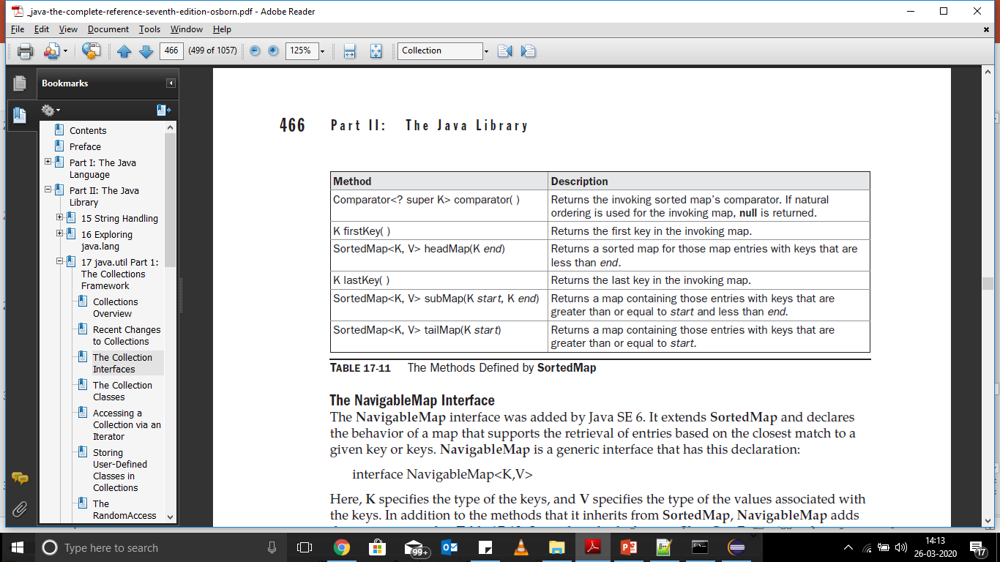 _java-the-complete-reference-seventh-edition-osborn.pdf - Adobe Reader
File Edit View Document Tools Window Help
466 (499 of 1057) 125% Collection
Bookmarks
Contents
Preface
Part I: The Java
Language
Part II: The Java
Library
15 String Handling
16 Exploring
java.lang
17 java.util Part 1:
The Collections
Framework
Collections
Overview
Recent Changes
to Collections
The Collection
Interfaces
The Collection
Classes
Accessing a
Collection via an
Iterator
Storing
User-Defined
Classes in
Collections
The
RandomAccess
466 Part II: The Java Library
Method Description
Comparator<? super K> comparator( ) Returns the invoking sorted map's comparator. If natural
ordering is used for the invoking map, null is returned.
K firstKey( ) Returns the first key in the invoking map.
SortedMap<K, V> headMap(K end) Returns a sorted map for those map entries with keys that are
less than end.
K lastKey( ) Returns the last key in the invoking map.
SortedMap<K, V> subMap(K start, K end) Returns a map containing those entries with keys that are
greater than or equal to start and less than end.
SortedMap<K, V> tailMap(K start) Returns a map containing those entries with keys that are
greater than or equal to start.
TABLE 17-11 The Methods Defined by SortedMap
The NavigableMap Interface
The NavigableMap interface was added by Java SE 6. It extends SortedMap and declares
the behavior of a map that supports the retrieval of entries based on the closest match to a
given key or keys. NavigableMap is a generic interface that has this declaration:
interface NavigableMap<K,V>
Here, K specifies the type of the keys, and V specifies the type of the values associated with
the keys. In addition to the methods that it inherits from SortedMap, NavigableMap adds
Type here to search
99+
14:13
26-03-2020
17